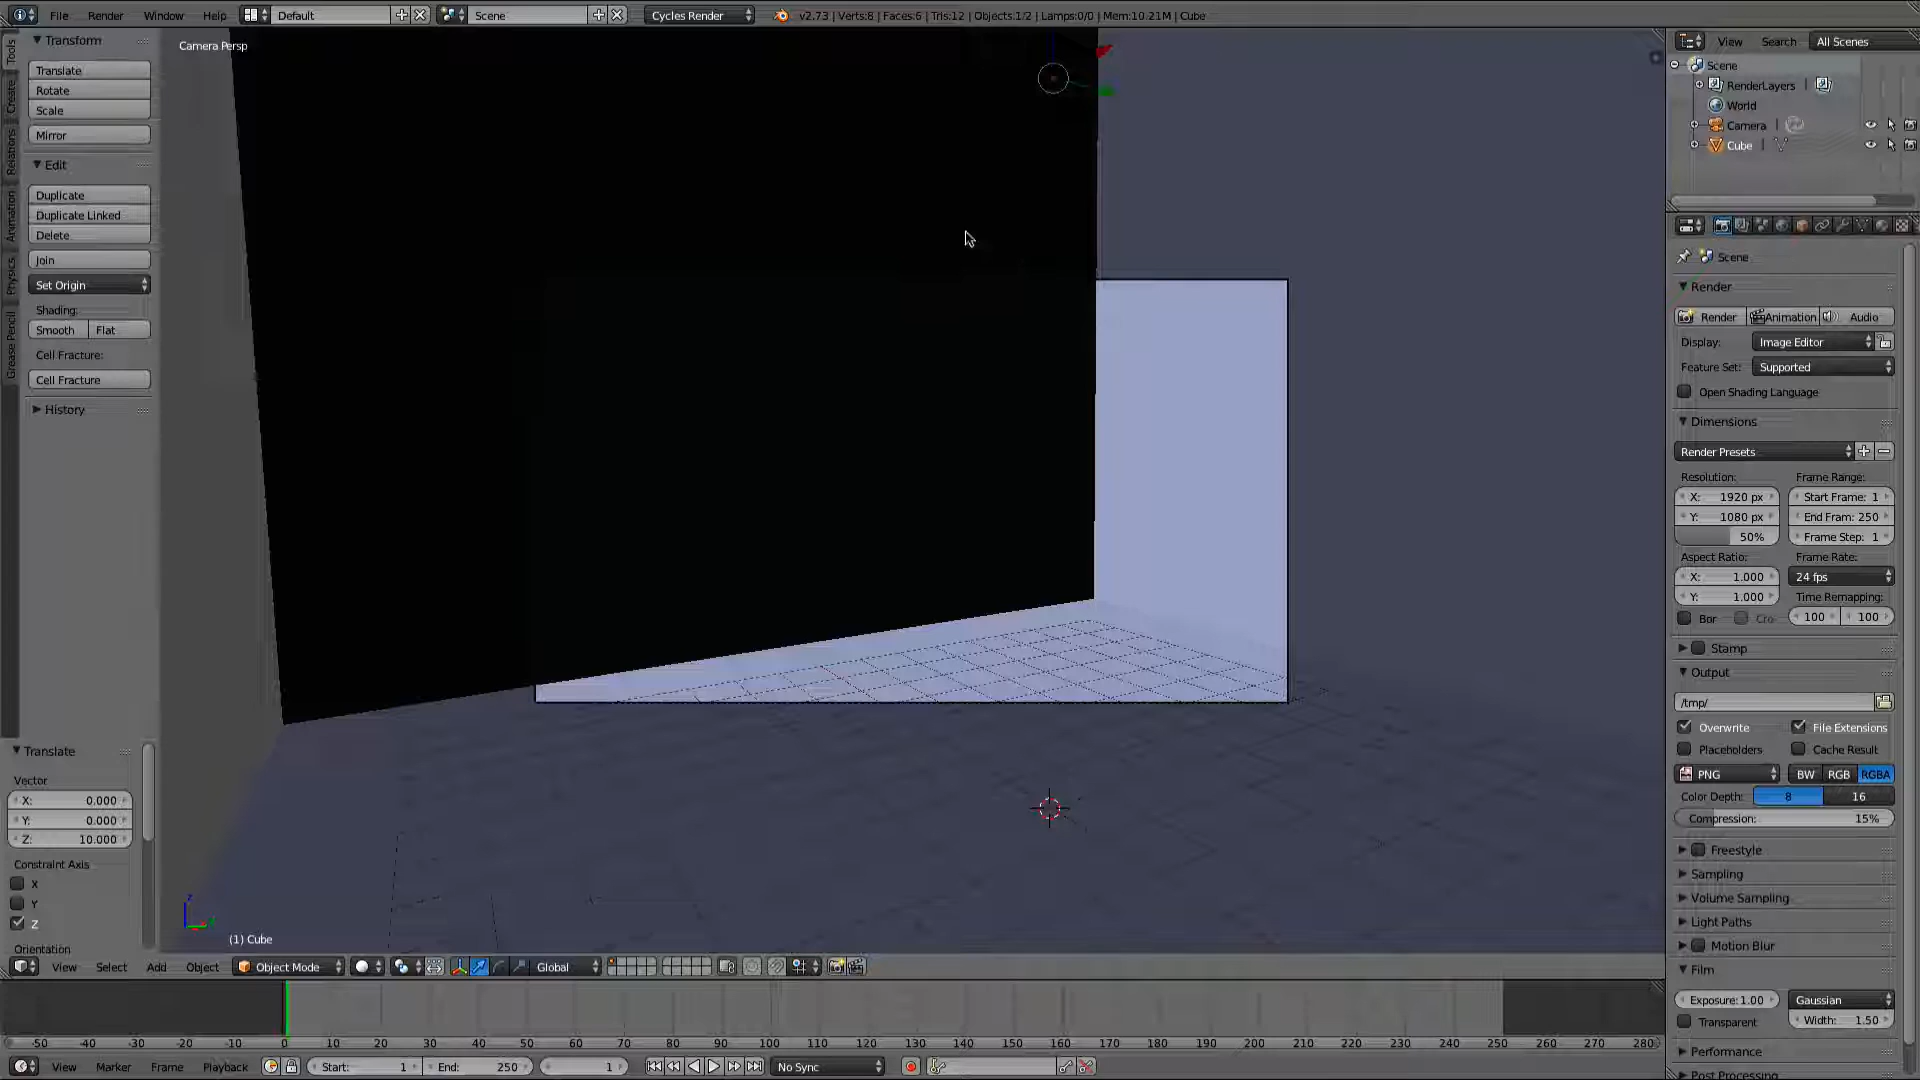 File Render Window Help Default Scene Cycles Render v2.73 | Verts:8 | Faces:6 | Tris:12 | Objects:1/2 | Lamps:0/0 | Mem:10.21M | Cube
Tools
Create
Relations
Animation
Physics
Grease Pencil
Transform
Translate
Rotate
Scale
Mirror
Edit
Duplicate
Duplicate Linked
Delete
Join
Set Origin
Shading:
Smooth Flat
Cell Fracture:
Cell Fracture
History
Translate
Vector
X: 0.000
Y: 0.000
Z: 10.000
Constraint Axis
X
Y
Z
Orientation
Camera Persp
(1) Cube
View Select Add Object Object Mode Global
View Search All Scenes
Scene
RenderLayers |
World
Camera |
Cube |
Scene
Render
Render Animation Audio
Display: Image Editor
Feature Set: Supported
Open Shading Language
Dimensions
Render Presets
Resolution: Frame Range:
X: 1920 px Start Frame: 1
Y: 1080 px End Fram: 250
50% Frame Step: 1
Aspect Ratio: Frame Rate:
X: 1.000 24 fps
Y: 1.000 Time Remapping:
Bor Cro 100 100
Stamp
Output
/tmp/
Overwrite File Extensions
Placeholders Cache Result
PNG BW RGB RGBA
Color Depth: 8 16
Compression: 15%
Freestyle
Sampling
Volume Sampling
Light Paths
Motion Blur
Film
Exposure:1.00 Gaussian
Transparent Width: 1.50
Performance
Post Processing
-50 -40 -30 -20 -10 0 10 20 30 40 50 60 70 80 90 100 110 120 130 140 150 160 170 180 190 200 210 220 230 240 250 260 270 280
View Marker Frame Playback Start: 1 End: 250 1 No Sync